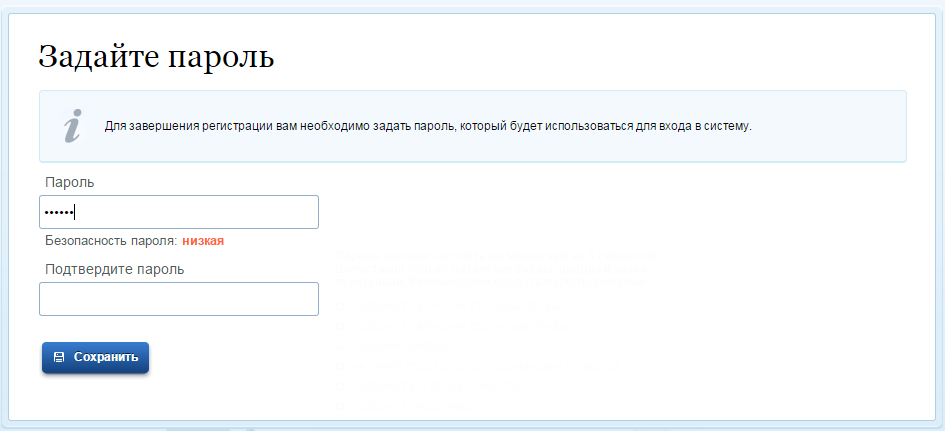 Задайте пароль
Для завершения регистрации вам необходимо задать пароль, который будет использоваться для входа в систему.
Пароль
••••••
Безопасность пароля: низкая
Подтвердите пароль
Сохранить